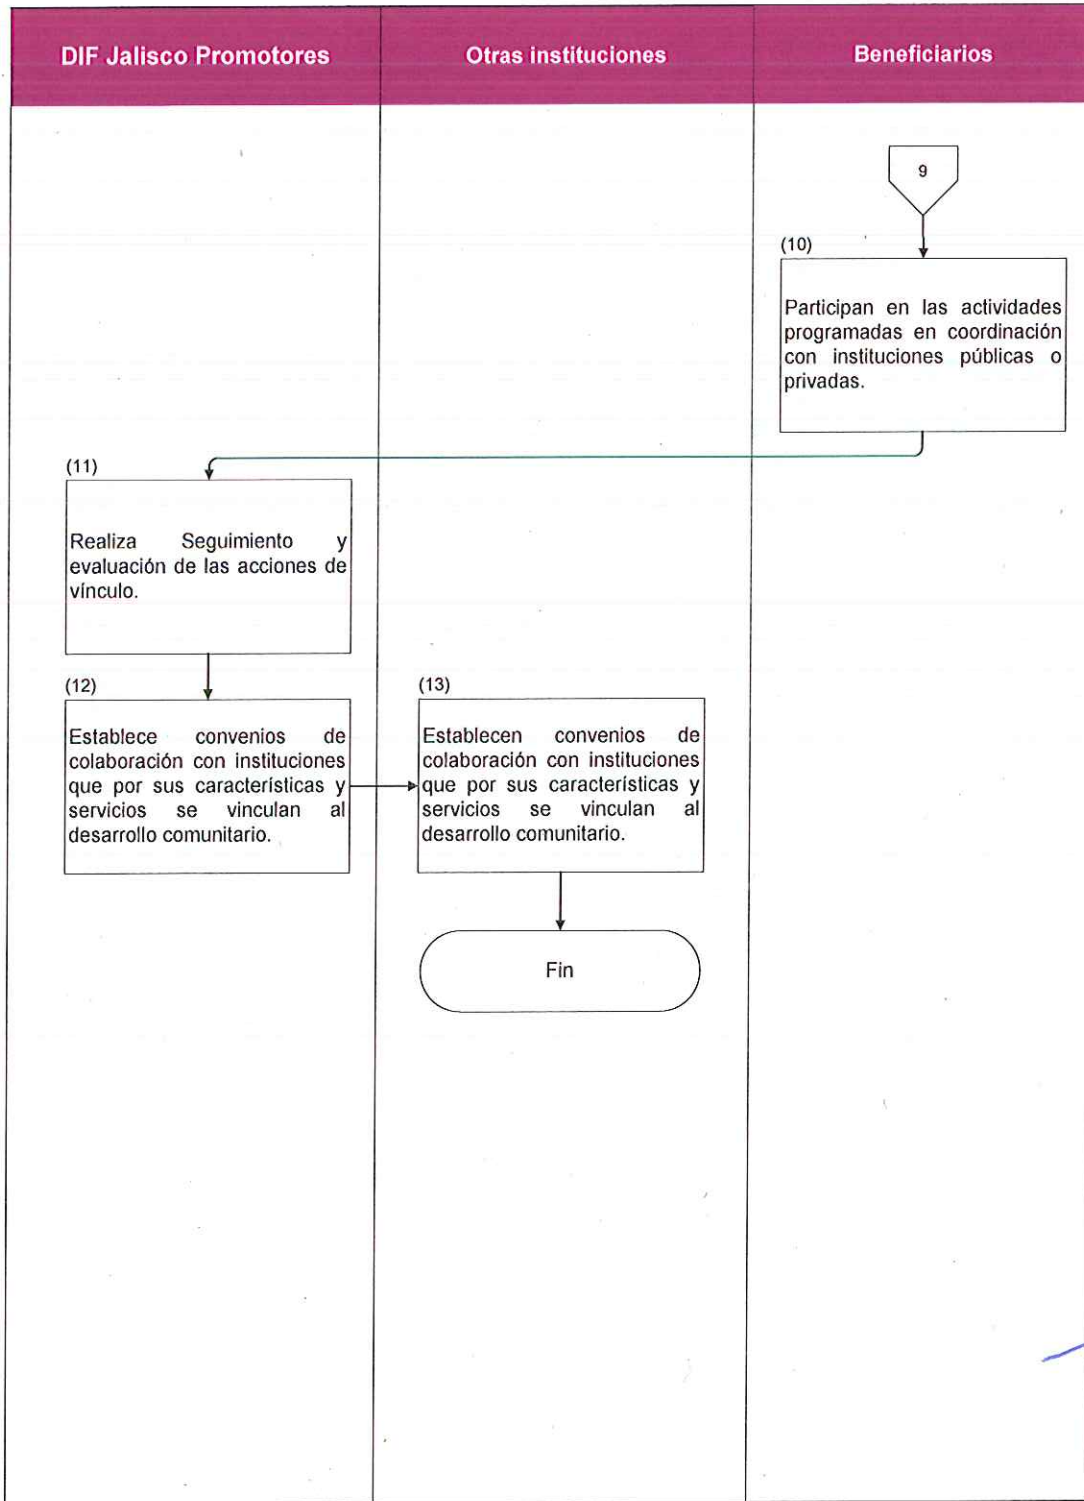 DIF Jalisco Promotores
Otras instituciones
Beneficiarios
9
(10)
Participan en las actividades
programadas en coordinación
con instituciones públicas o
privadas.
(11)
Realiza Seguimiento y
evaluación de las acciones de
vínculo.
(12)
Establece convenios de
colaboración con instituciones
que por sus características y
servicios se vinculan al
desarrollo comunitario.
(13)
Establecen convenios de
colaboración con instituciones
que por sus características y
servicios se vinculan al
desarrollo comunitario.
Fin